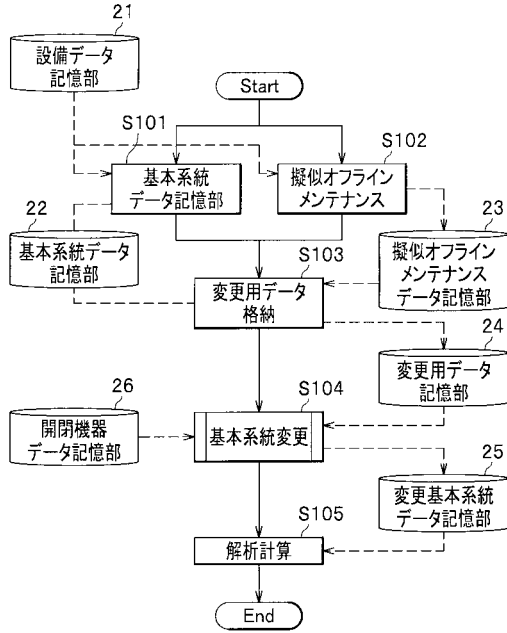 21
設備データ
記憶部
Start
S101
基本系統
データ記憶部
S102
擬似オフライン
メンテナンス
22
基本系統データ
記憶部
23
擬似オフライン
メンテナンス
データ記憶部
S103
変更用データ
格納
24
変更用データ
記憶部
26
開閉機器
データ記憶部
S104
基本系統変更
25
変更基本系統
データ記憶部
S105
解析計算
End